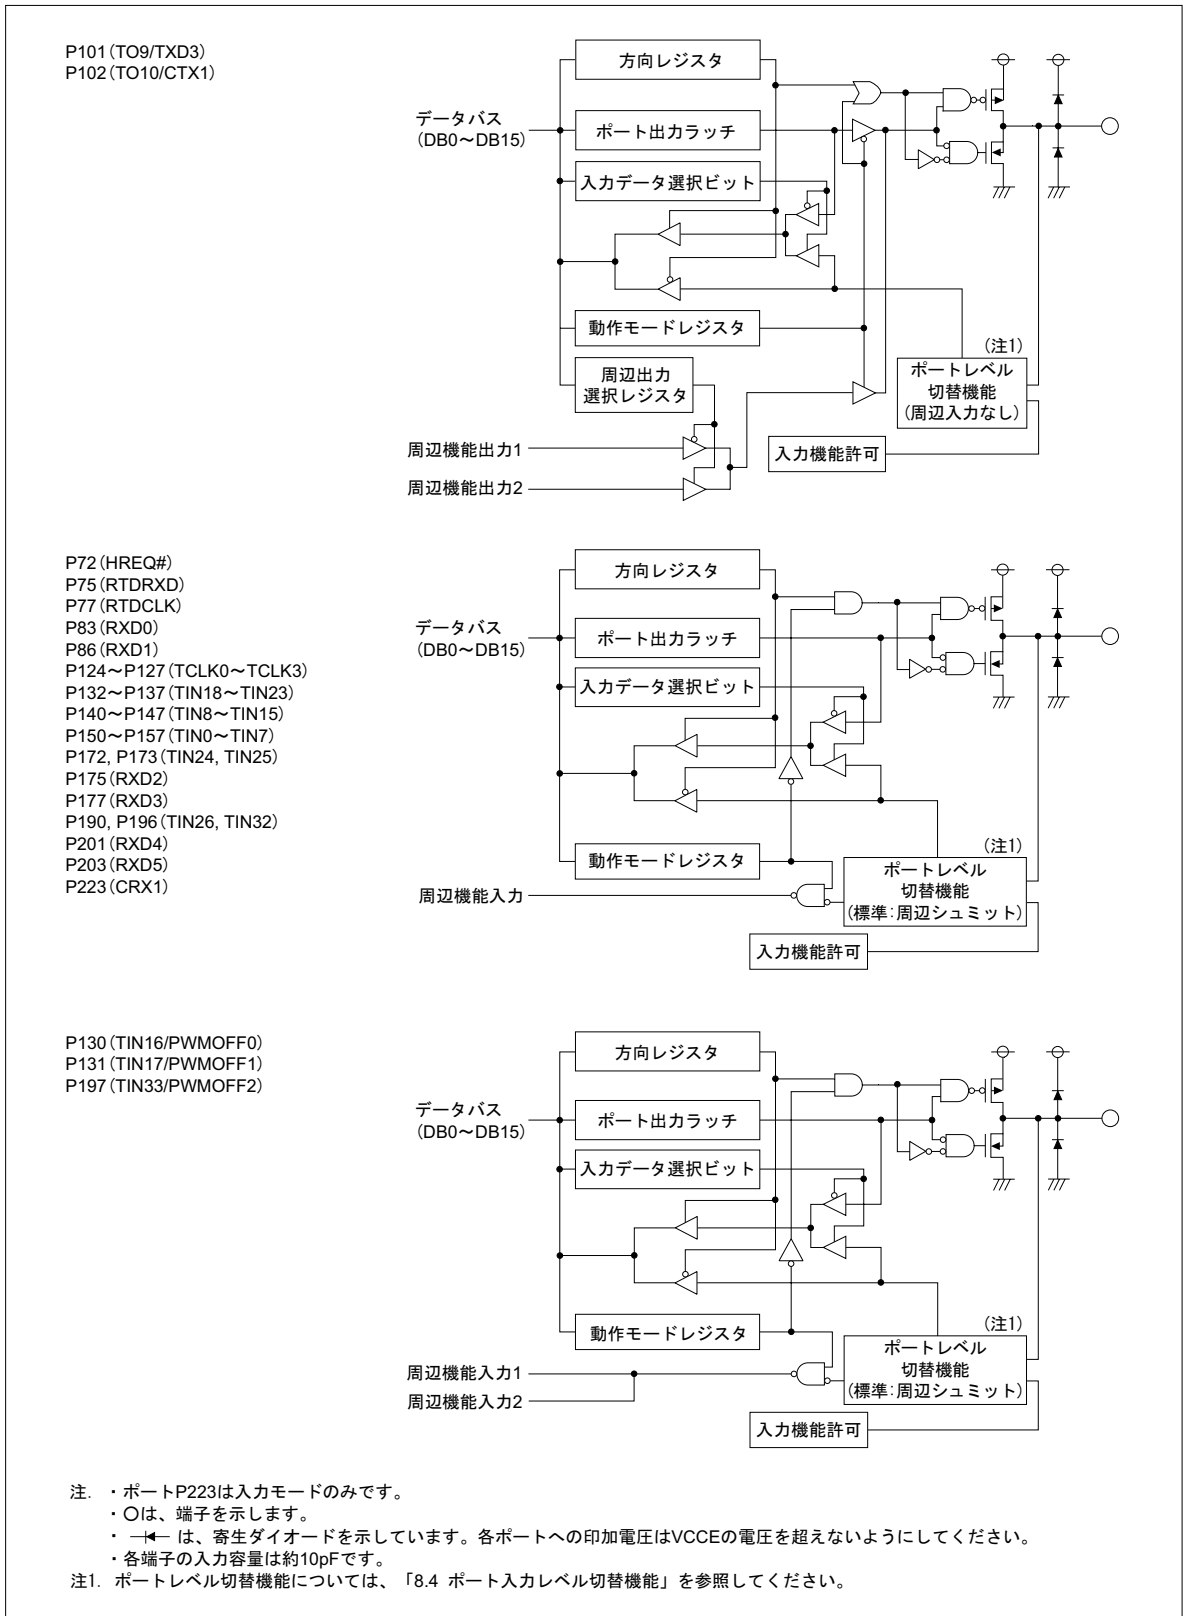 P101(TO9/TXD3)
P102(TO10/CTX1)
データバス
(DB0～DB15)
方向レジスタ
ポート出力ラッチ
入力データ選択ビット
動作モードレジスタ
周辺出力
選択レジスタ
(注1)
ポートレベル
切替機能
(周辺入力なし)
周辺機能出力1
入力機能許可
周辺機能出力2
P72(HREQ#)
P75(RTDRXD)
P77(RTDCLK)
P83(RXD0)
P86(RXD1)
P124～P127(TCLK0～TCLK3)
P132～P137(TIN18～TIN23)
P140～P147(TIN8～TIN15)
P150～P157(TIN0～TIN7)
P172, P173(TIN24, TIN25)
P175(RXD2)
P177(RXD3)
P190, P196(TIN26, TIN32)
P201(RXD4)
P203(RXD5)
P223(CRX1)
データバス
(DB0～DB15)
方向レジスタ
ポート出力ラッチ
入力データ選択ビット
動作モードレジスタ
(注1)
ポートレベル
切替機能
(標準:周辺シュミット)
周辺機能入力
入力機能許可
P130(TIN16/PWMOFF0)
P131(TIN17/PWMOFF1)
P197(TIN33/PWMOFF2)
データバス
(DB0～DB15)
方向レジスタ
ポート出力ラッチ
入力データ選択ビット
動作モードレジスタ
(注1)
ポートレベル
切替機能
(標準:周辺シュミット)
周辺機能入力1
周辺機能入力2
入力機能許可
注. ・ポートP223は入力モードのみです。
・○は、端子を示します。
・ は、寄生ダイオードを示しています。各ポートへの印加電圧はVCCEの電圧を超えないようにしてください。
・各端子の入力容量は約10pFです。
注1. ポートレベル切替機能については、「8.4 ポート入力レベル切替機能」を参照してください。